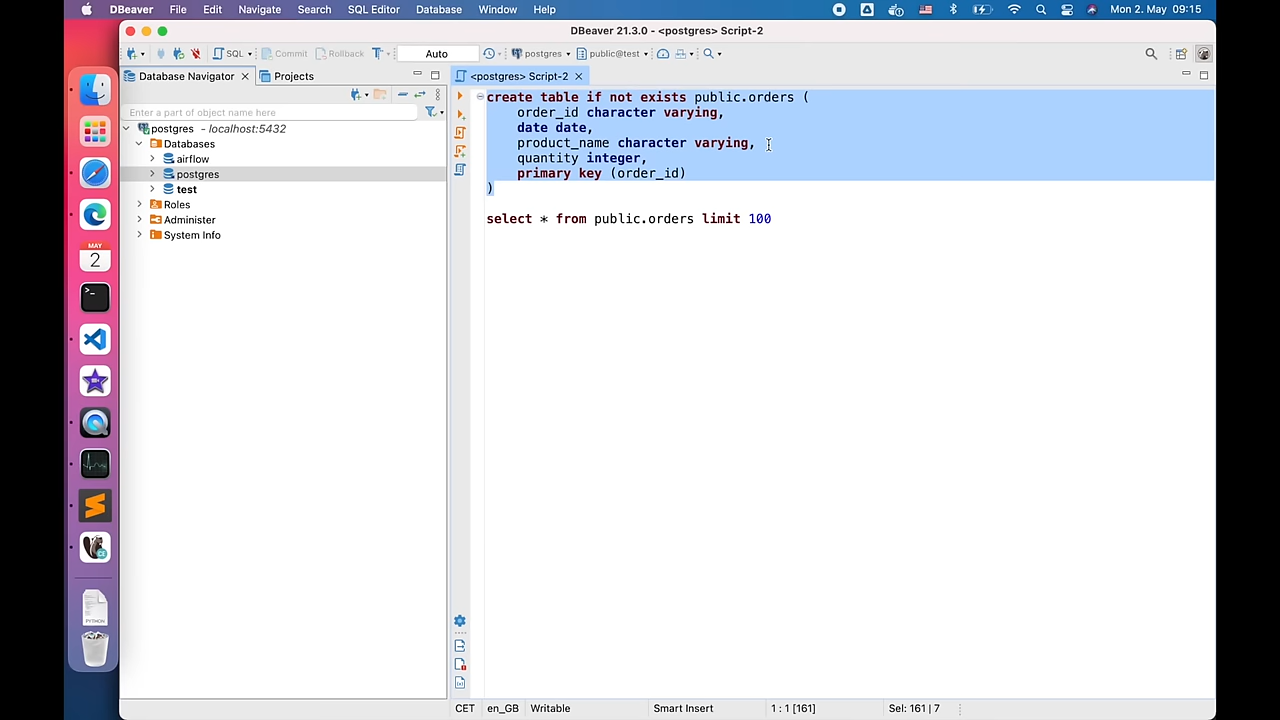 DBeaver File Edit Navigate Search SQL Editor Database Window Help Mon 2. May 09:15
DBeaver 21.3.0 - <postgres> Script-2
SQL Commit Rollback T Auto postgres public@test
Database Navigator Projects
<postgres> Script-2
Enter a part of object name here
postgres - localhost:5432
Databases
airflow
postgres
test
Roles
Administer
System Info
create table if not exists public.orders (
order_id character varying,
date date,
product_name character varying,
quantity integer,
primary key (order_id)
)
select * from public.orders limit 100
MAY
2
PYTHON
CET en_GB Writable Smart Insert 1 : 1 [161] Sel: 161 | 7